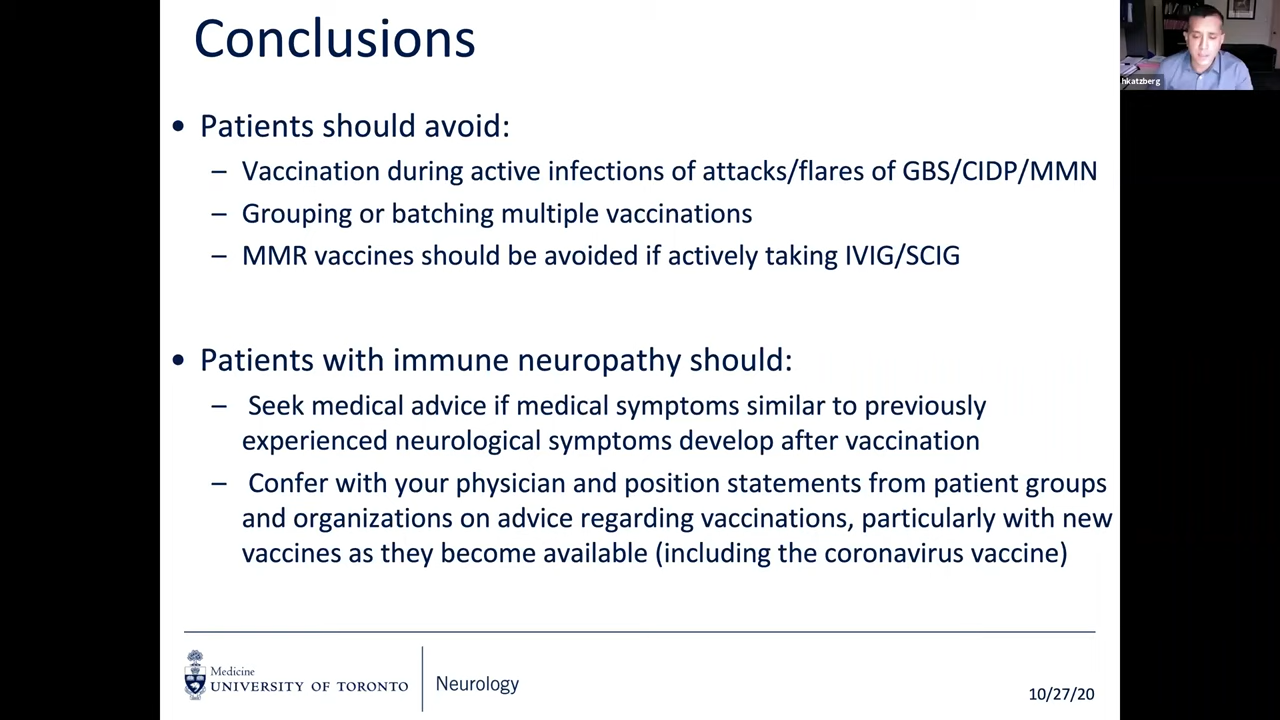 Conclusions
hkatzberg
• Patients should avoid:
– Vaccination during active infections of attacks/flares of GBS/CIDP/MMN
– Grouping or batching multiple vaccinations
– MMR vaccines should be avoided if actively taking IVIG/SCIG
• Patients with immune neuropathy should:
– Seek medical advice if medical symptoms similar to previously
experienced neurological symptoms develop after vaccination
– Confer with your physician and position statements from patient groups
and organizations on advice regarding vaccinations, particularly with new
vaccines as they become available (including the coronavirus vaccine)
Medicine
UNIVERSITY OF TORONTO
Neurology
10/27/20